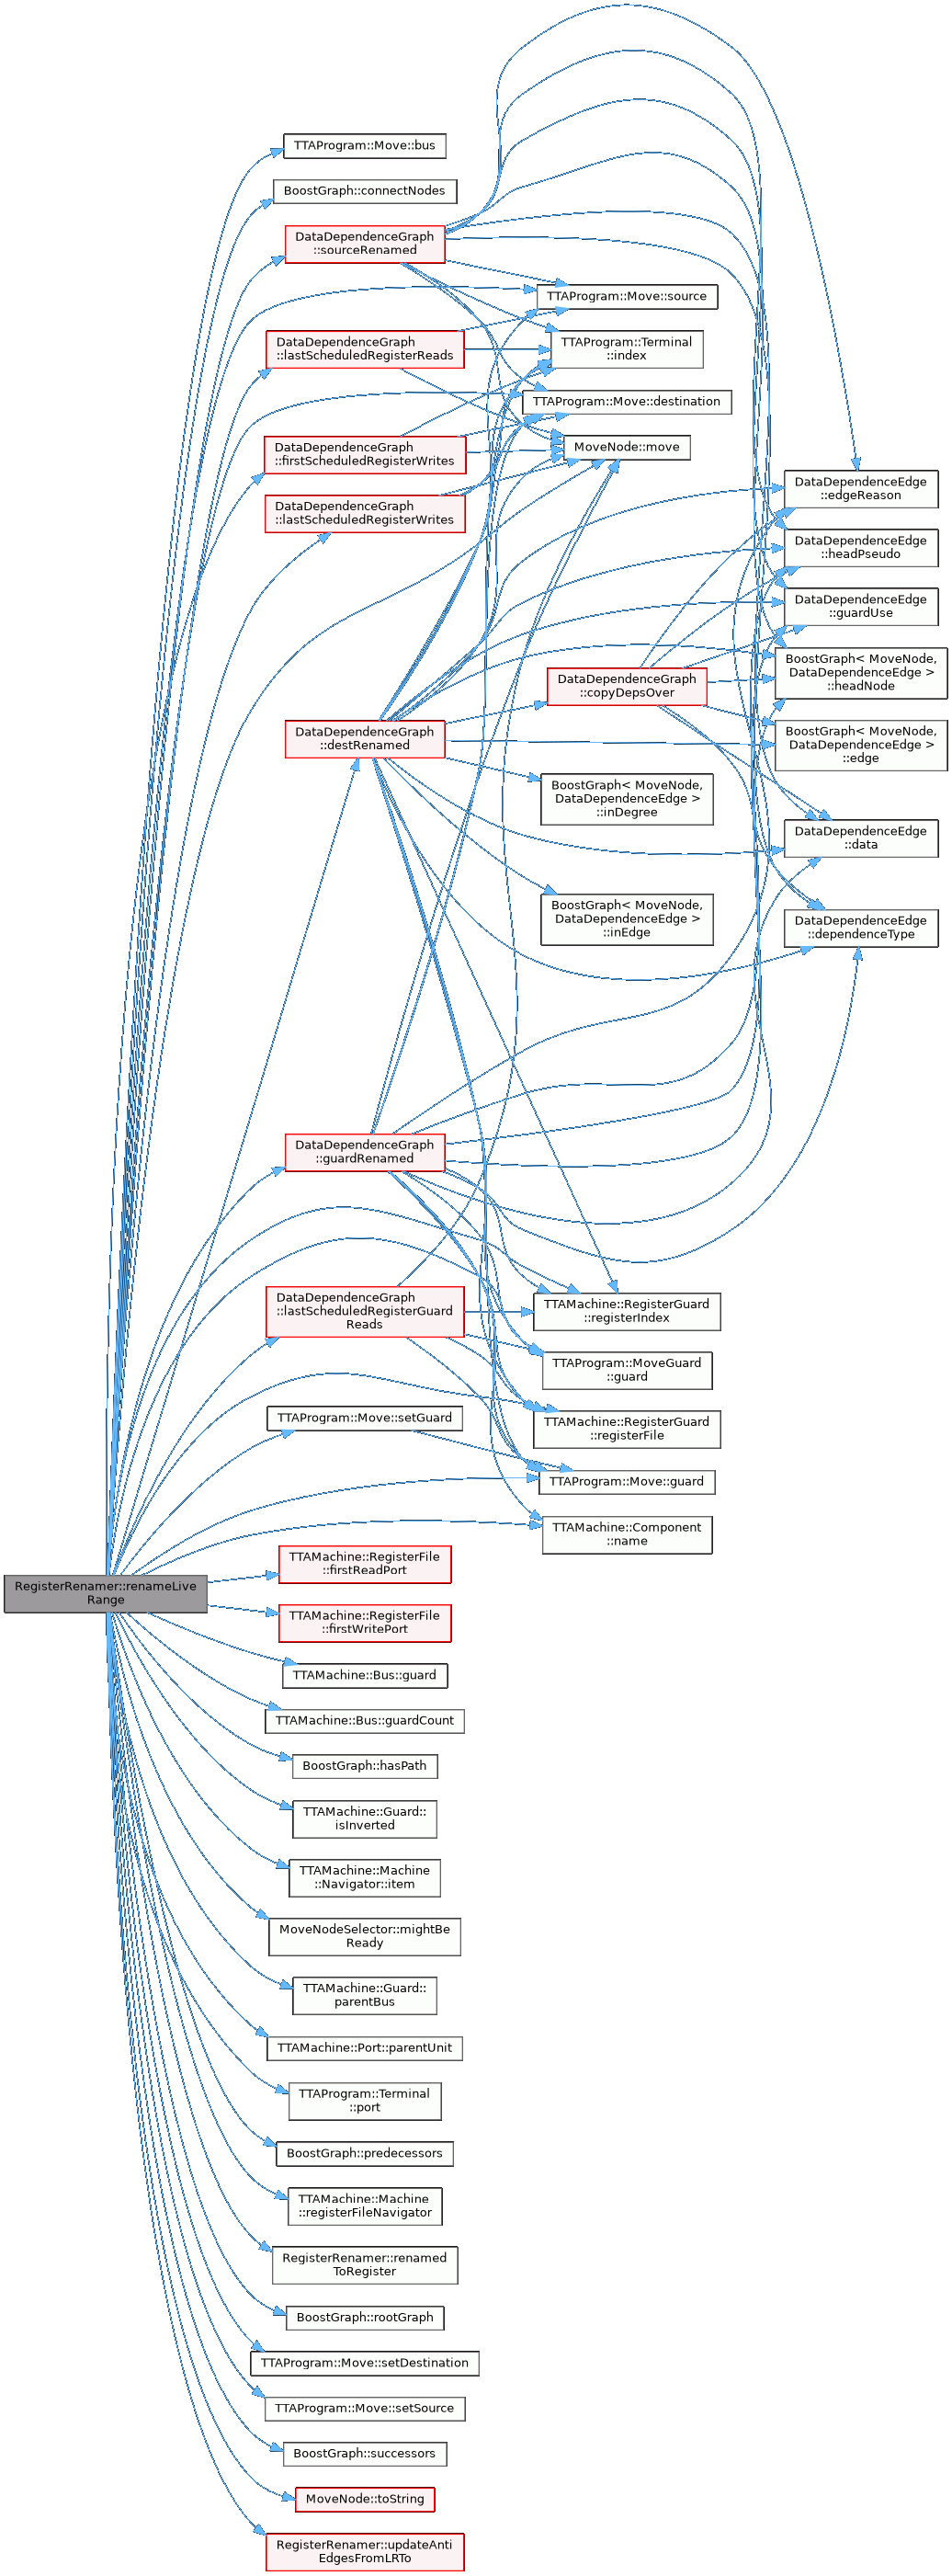 TTAProgram::Move::bus
BoostGraph::connectNodes
DataDependenceGraph
::sourceRenamed
TTAProgram::Move::source
DataDependenceGraph
::lastScheduledRegisterReads
TTAProgram::Terminal
::index
TTAProgram::Move::destination
DataDependenceGraph
::firstScheduledRegisterWrites
MoveNode::move
DataDependenceGraph
::lastScheduledRegisterWrites
DataDependenceEdge
::edgeReason
DataDependenceEdge
::headPseudo
DataDependenceEdge
::guardUse
BoostGraph< MoveNode,
DataDependenceEdge >
::headNode
DataDependenceGraph
::copyDepsOver
DataDependenceGraph
::destRenamed
BoostGraph< MoveNode,
DataDependenceEdge >
::edge
BoostGraph< MoveNode,
DataDependenceEdge >
::inDegree
DataDependenceEdge
::data
BoostGraph< MoveNode,
DataDependenceEdge >
::inEdge
DataDependenceEdge
::dependenceType
DataDependenceGraph
::guardRenamed
DataDependenceGraph
::lastScheduledRegisterGuard
Reads
TTAMachine::RegisterGuard
::registerIndex
TTAProgram::MoveGuard
::guard
TTAProgram::Move::setGuard
TTAMachine::RegisterGuard
::registerFile
TTAProgram::Move::guard
TTAMachine::Component
::name
TTAMachine::RegisterFile
::firstReadPort
RegisterRenamer::renameLive
Range
TTAMachine::RegisterFile
::firstWritePort
TTAMachine::Bus::guard
TTAMachine::Bus::guardCount
BoostGraph::hasPath
TTAMachine::Guard::
isInverted
TTAMachine::Machine
::Navigator::item
MoveNodeSelector::mightBe
Ready
TTAMachine::Guard::
parentBus
TTAMachine::Port::parentUnit
TTAProgram::Terminal
::port
BoostGraph::predecessors
TTAMachine::Machine
::registerFileNavigator
RegisterRenamer::renamed
ToRegister
BoostGraph::rootGraph
TTAProgram::Move::setDestination
TTAProgram::Move::setSource
BoostGraph::successors
MoveNode::toString
RegisterRenamer::updateAnti
EdgesFromLRTo